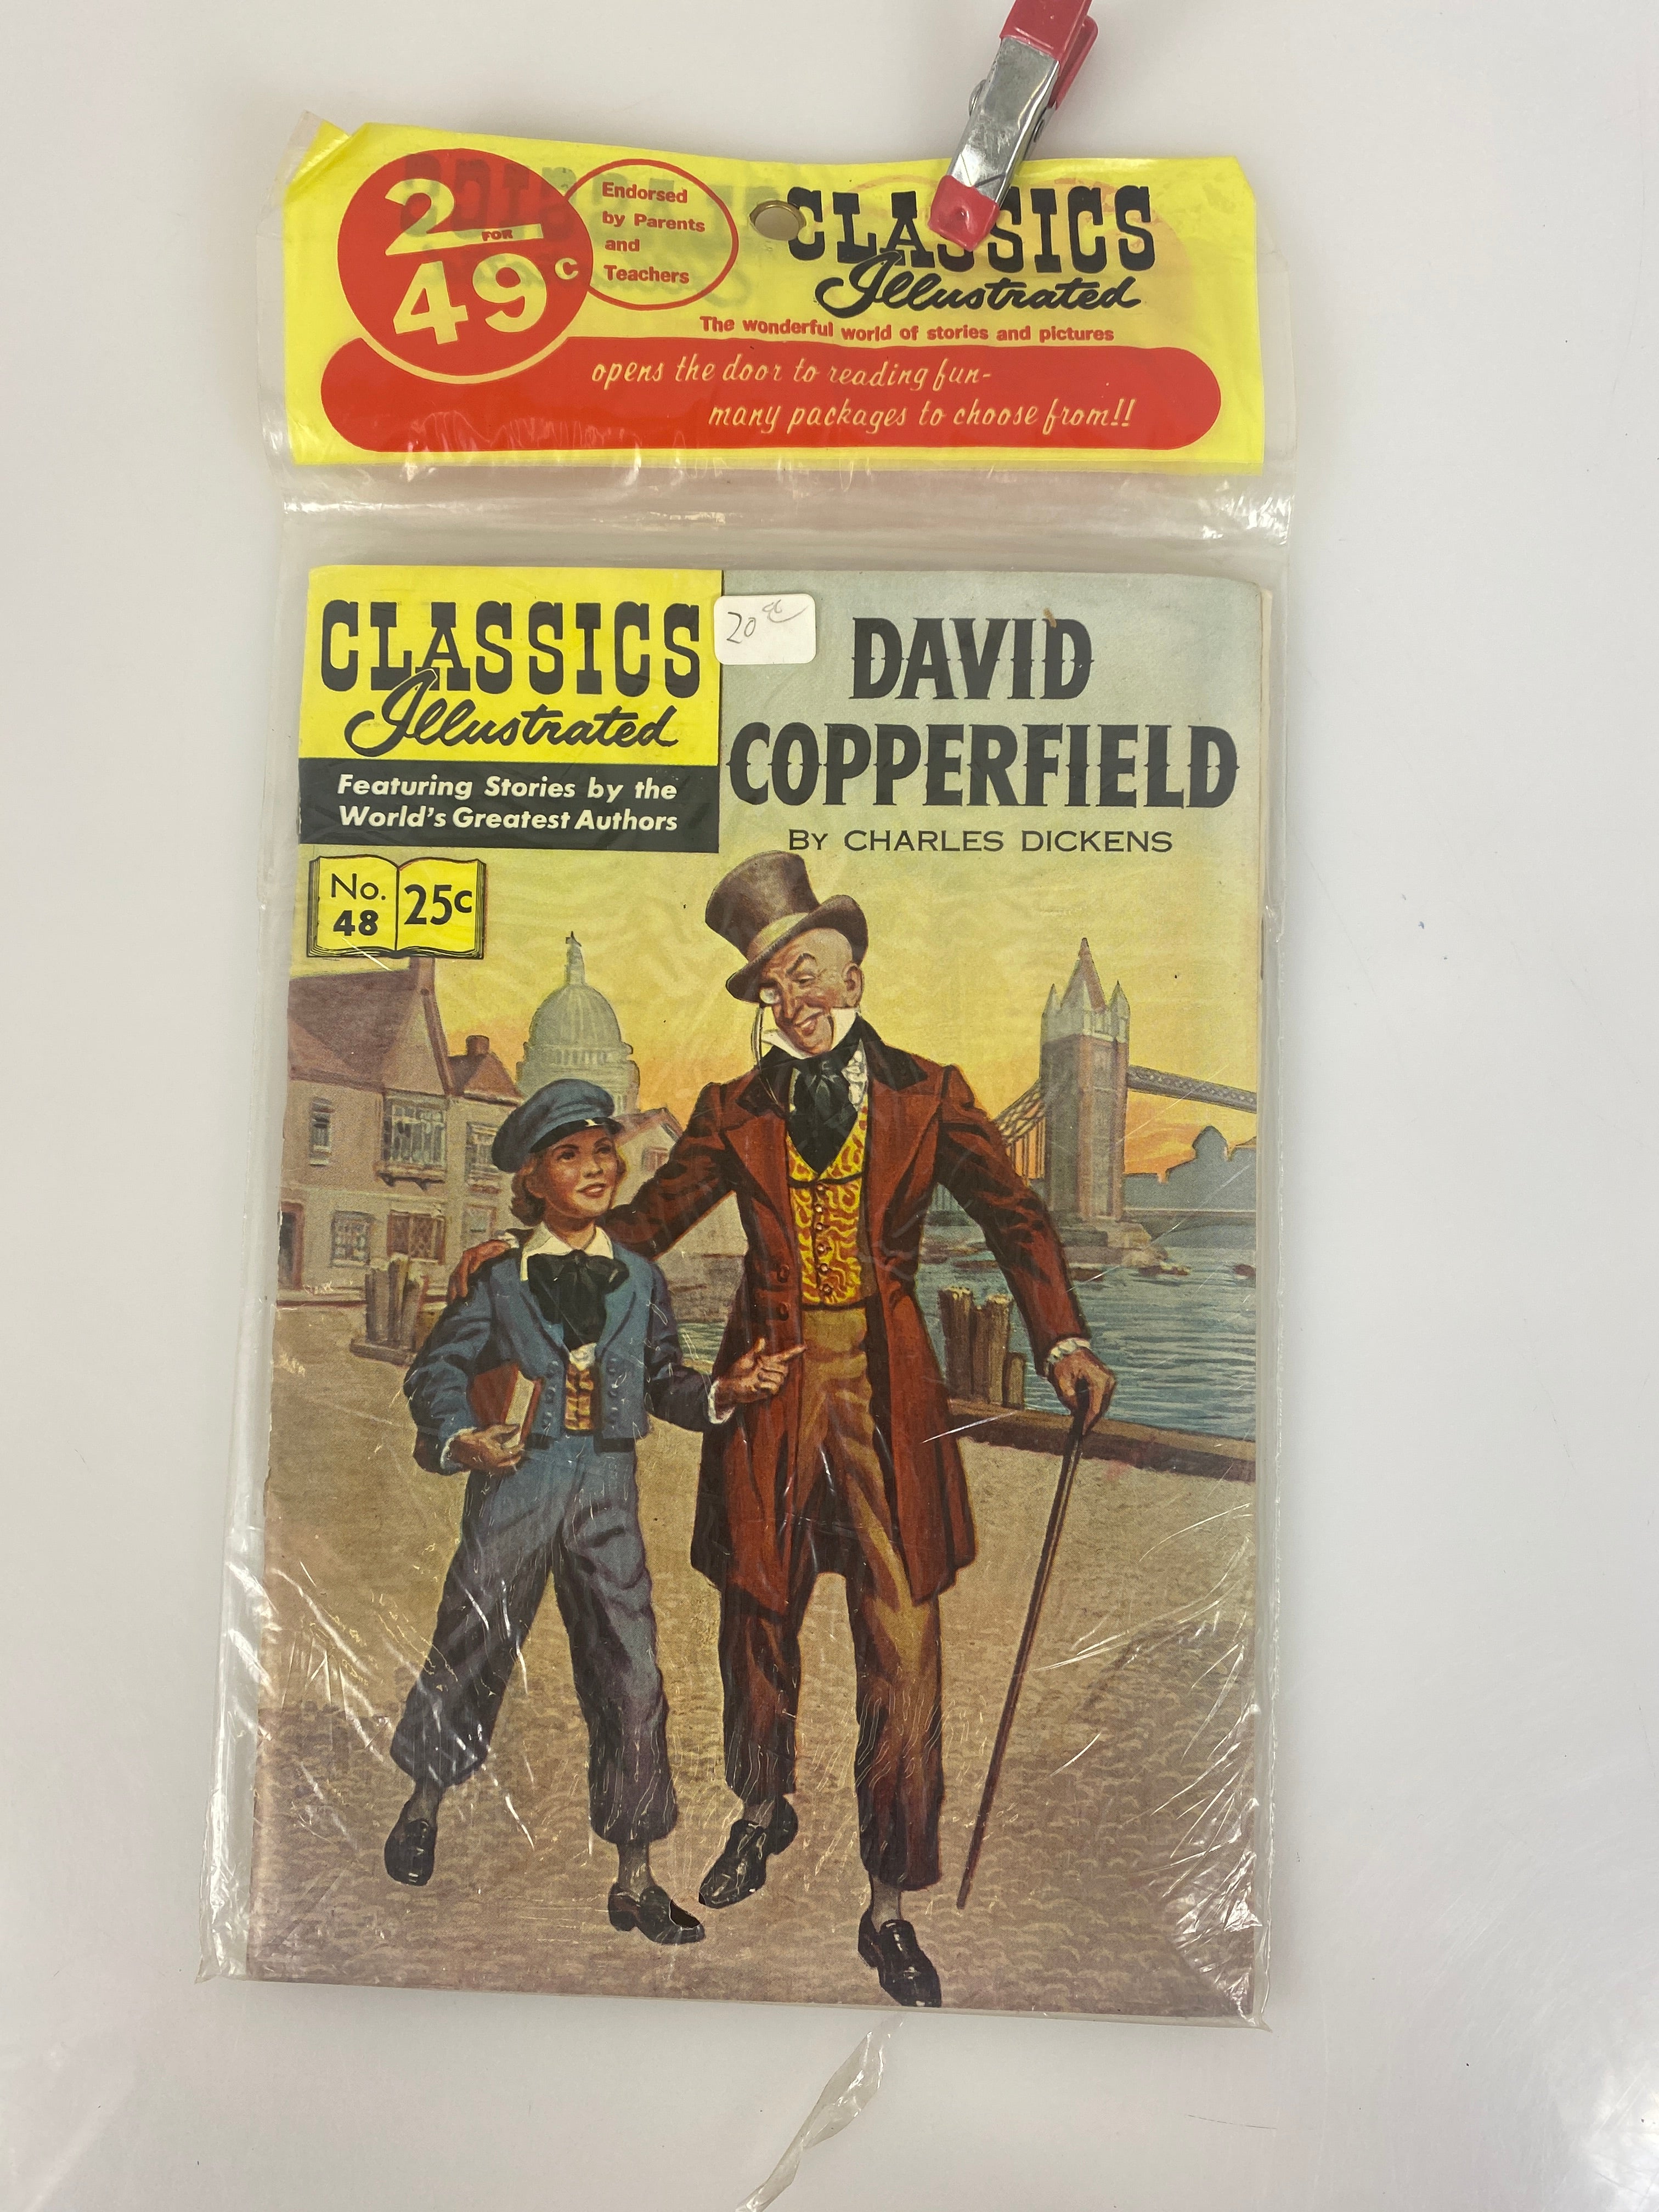 2
FOR
49c
Endorsed
by Parents
and
Teachers
CLASSICS
Illustrated
The wonderful world of stories and pictures
opens the door to reading fun-
many packages to choose from!!
CLASSICS
Illustrated
Featuring Stories by the
World's Greatest Authors
20
DAVID
COPPERFIELD
BY CHARLES DICKENS
No.
48
25c